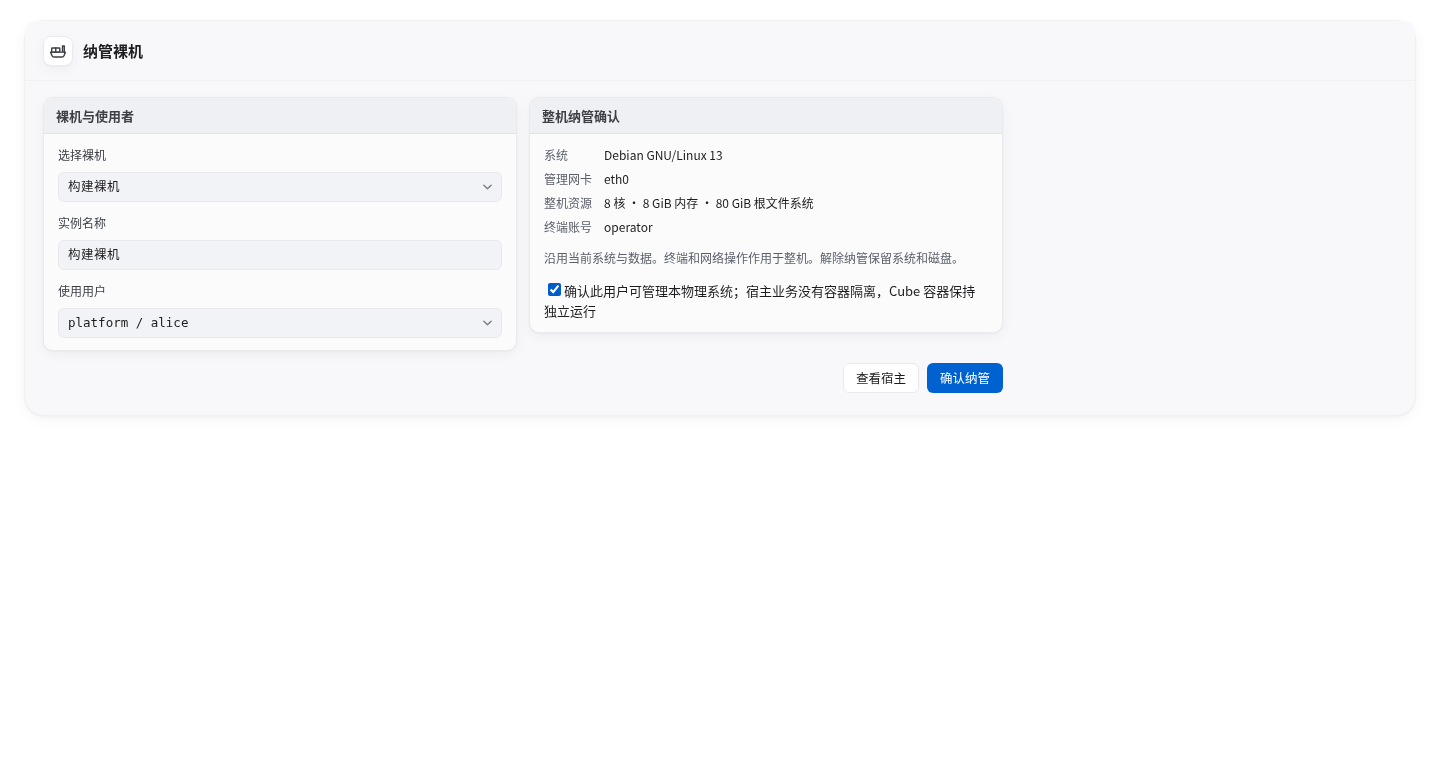 纳管裸机
裸机与使用者
选择裸机
构建裸机
实例名称
构建裸机
使用用户
platform / alice
整机纳管确认
系统 Debian GNU/Linux 13
管理网卡 eth0
整机资源 8 核 · 8 GiB 内存 · 80 GiB 根文件系统
终端账号 operator
沿用当前系统与数据。终端和网络操作作用于整机。解除纳管保留系统和磁盘。
确认此用户可管理本物理系统；宿主业务没有容器隔离，Cube 容器保持
独立运行
查看宿主 确认纳管